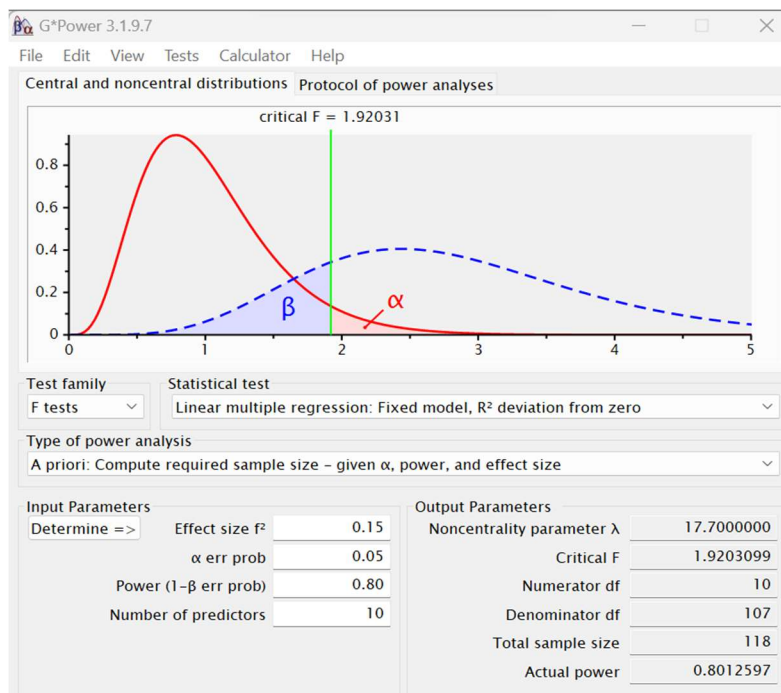 G*Power 3.1.9.7
File Edit View Tests Calculator Help
Central and noncentral distributions Protocol of power analyses
critical F = 1.92031
0.8
0.6
0.4
0.2
0
β
α
0 1 2 3 4 5
Test family Statistical test
F tests Linear multiple regression: Fixed model, R² deviation from zero
Type of power analysis
A priori: Compute required sample size – given α, power, and effect size
Input Parameters Output Parameters
Determine => Effect size f² 0.15 Noncentrality parameter λ 17.7000000
α err prob 0.05 Critical F 1.9203099
Power (1-β err prob) 0.80 Numerator df 10
Number of predictors 10 Denominator df 107
Total sample size 118
Actual power 0.8012597